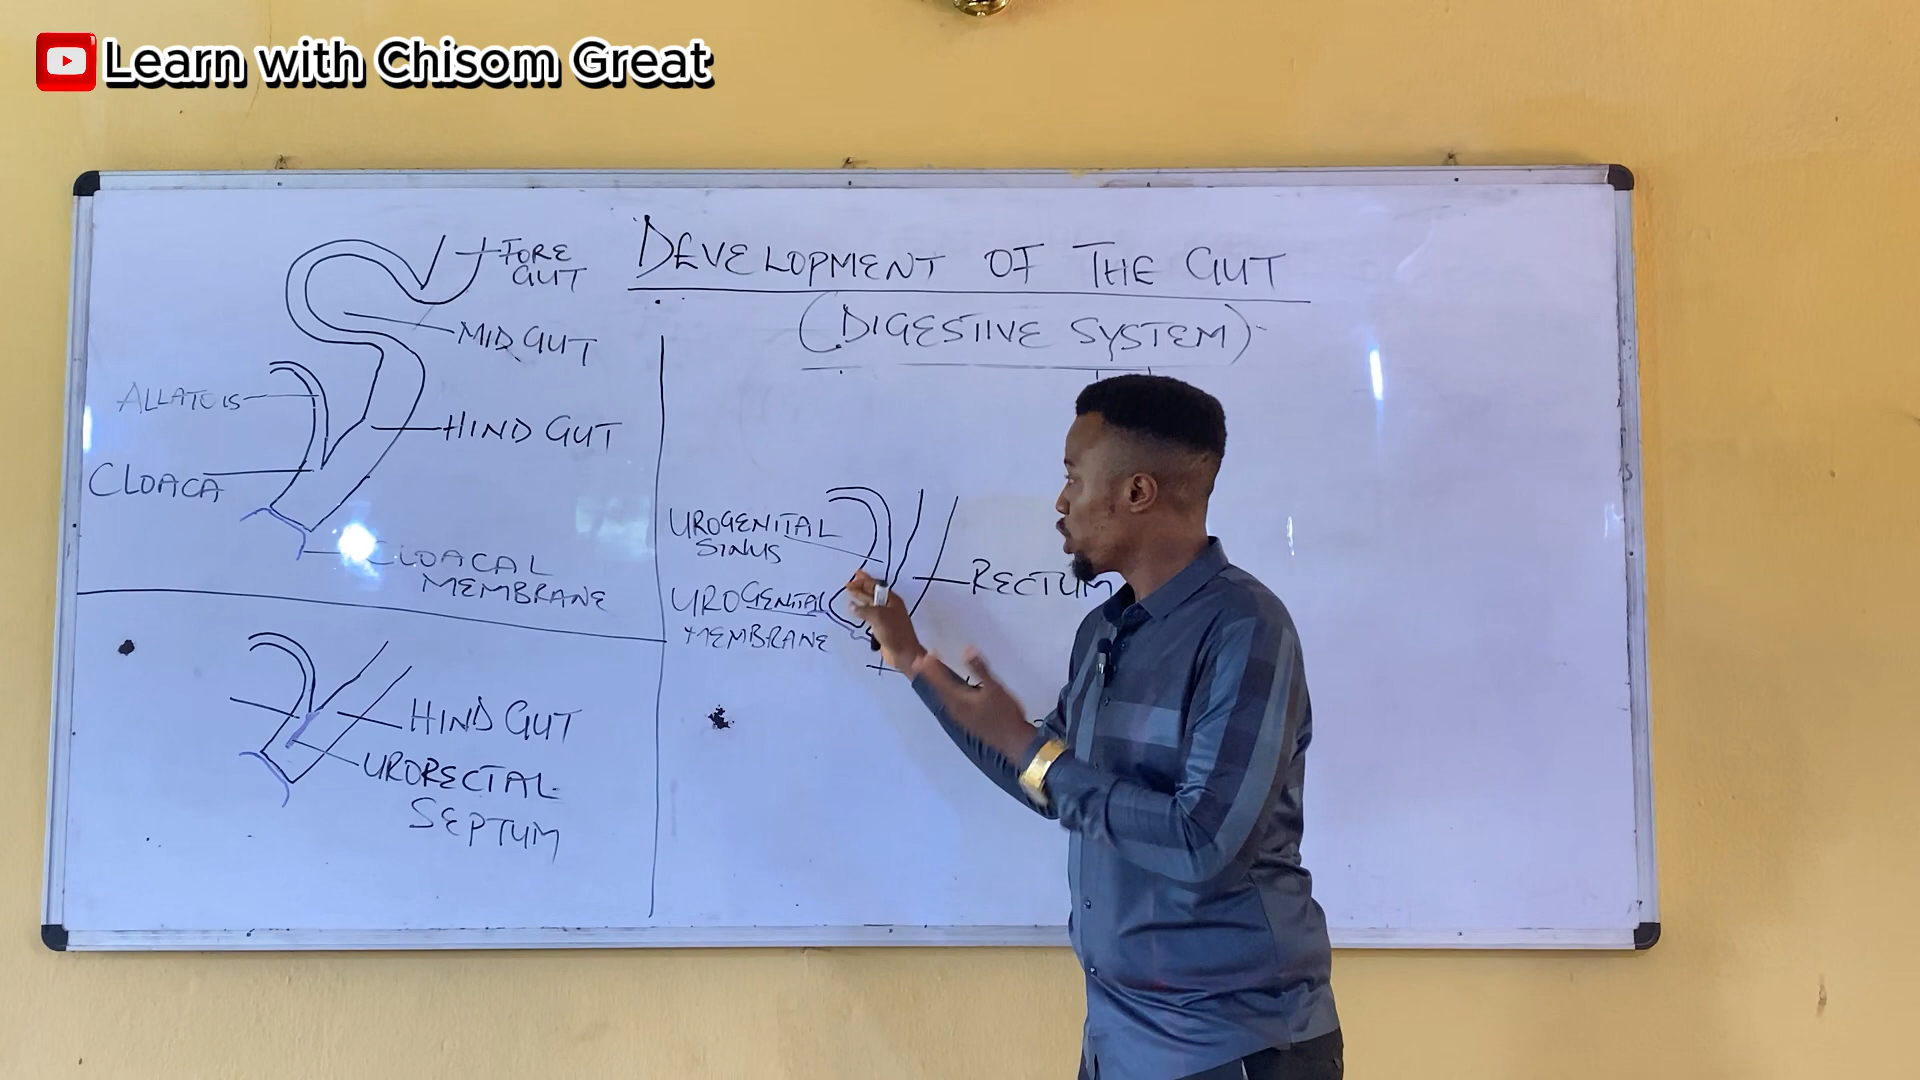 Learn with Chisom Great
DEVELOPMENT OF THE GUT
(DIGESTIVE SYSTEM)
FORE
GUT
MID GUT
ALLATOIS
HIND GUT
CLOACA
CLOACAL
MEMBRANE
HIND GUT
URORECTAL
SEPTUM
UROGENITAL
SINUS
RECTUM
UROGENITAL
MEMBRANE